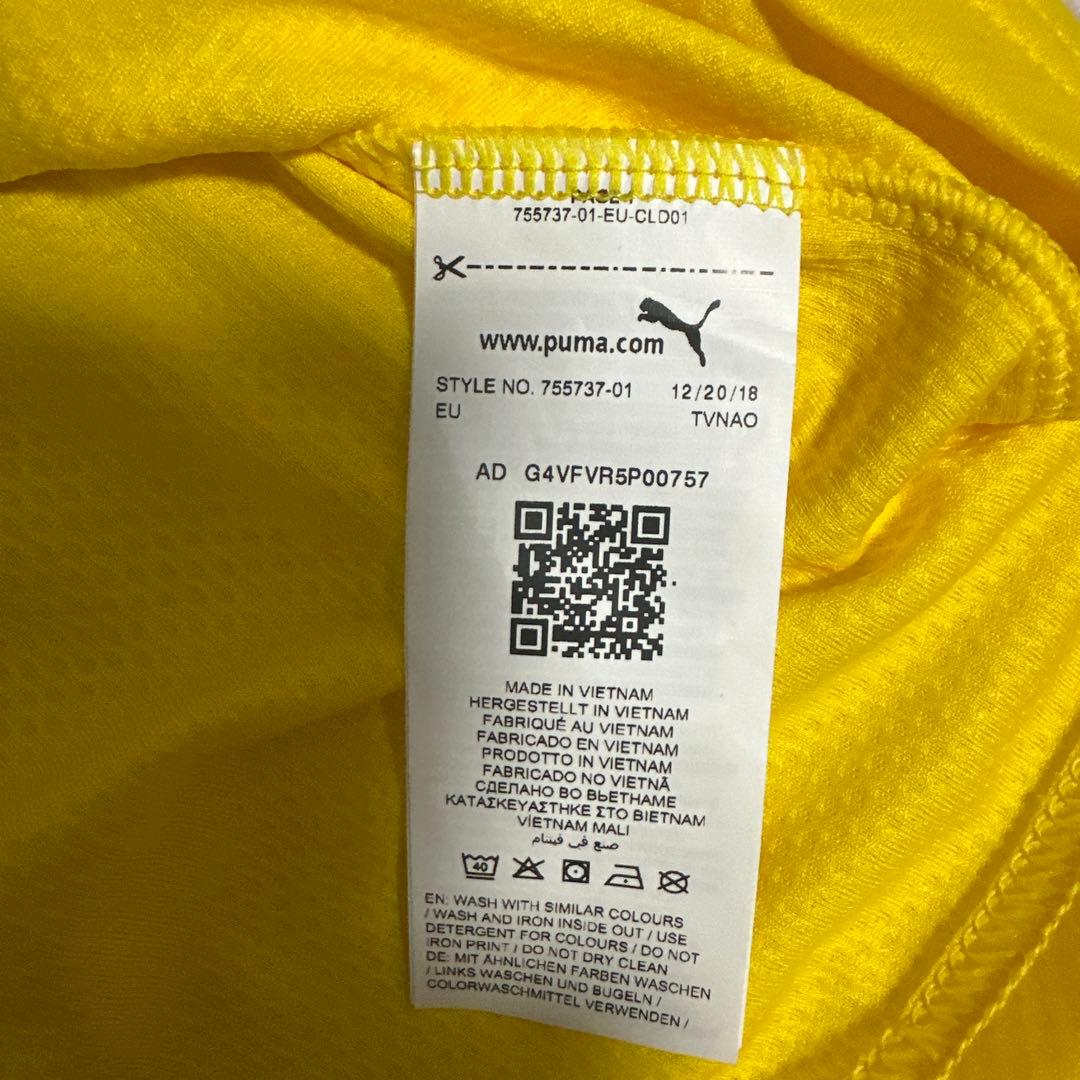 755737-01-EU-CLD01
www.puma.com
STYLE NO. 755737-01 12/20/18
EU TVNAO
AD G4VFVR5P00757
MADE IN VIETNAM
HERGESTELLT IN VIETNAM
FABRIQUÉ AU VIETNAM
FABRICADO EN VIETNAM
PRODOTTO IN VIETNAM
FABRICADO NO VIETNÃ
СДЕЛАНО ВО ВЬЕТНАМЕ
ΚΑΤΑΣΚΕΥΑΣΤΗΚΕ ΣΤΟ ΒΙΕΤΝΑΜ
VİETNAM MALI
صنع في فيتنام
40
EN: WASH WITH SIMILAR COLOURS
/ WASH AND IRON INSIDE OUT / USE
DETERGENT FOR COLOURS / DO NOT
IRON PRINT / DO NOT DRY CLEAN
DE: MIT ÄHNLICHEN FARBEN WASCHEN
/ LINKS WASCHEN UND BÜGELN /
COLORWASCHMITTEL VERWENDEN /